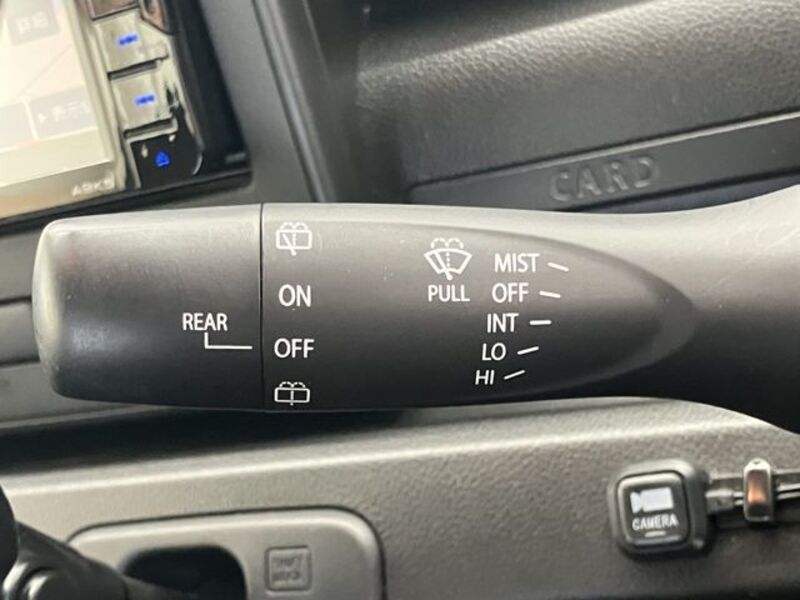 CARD
MIST
PULL OFF
ON
REAR
INT
OFF
LO
HI
CAMERA